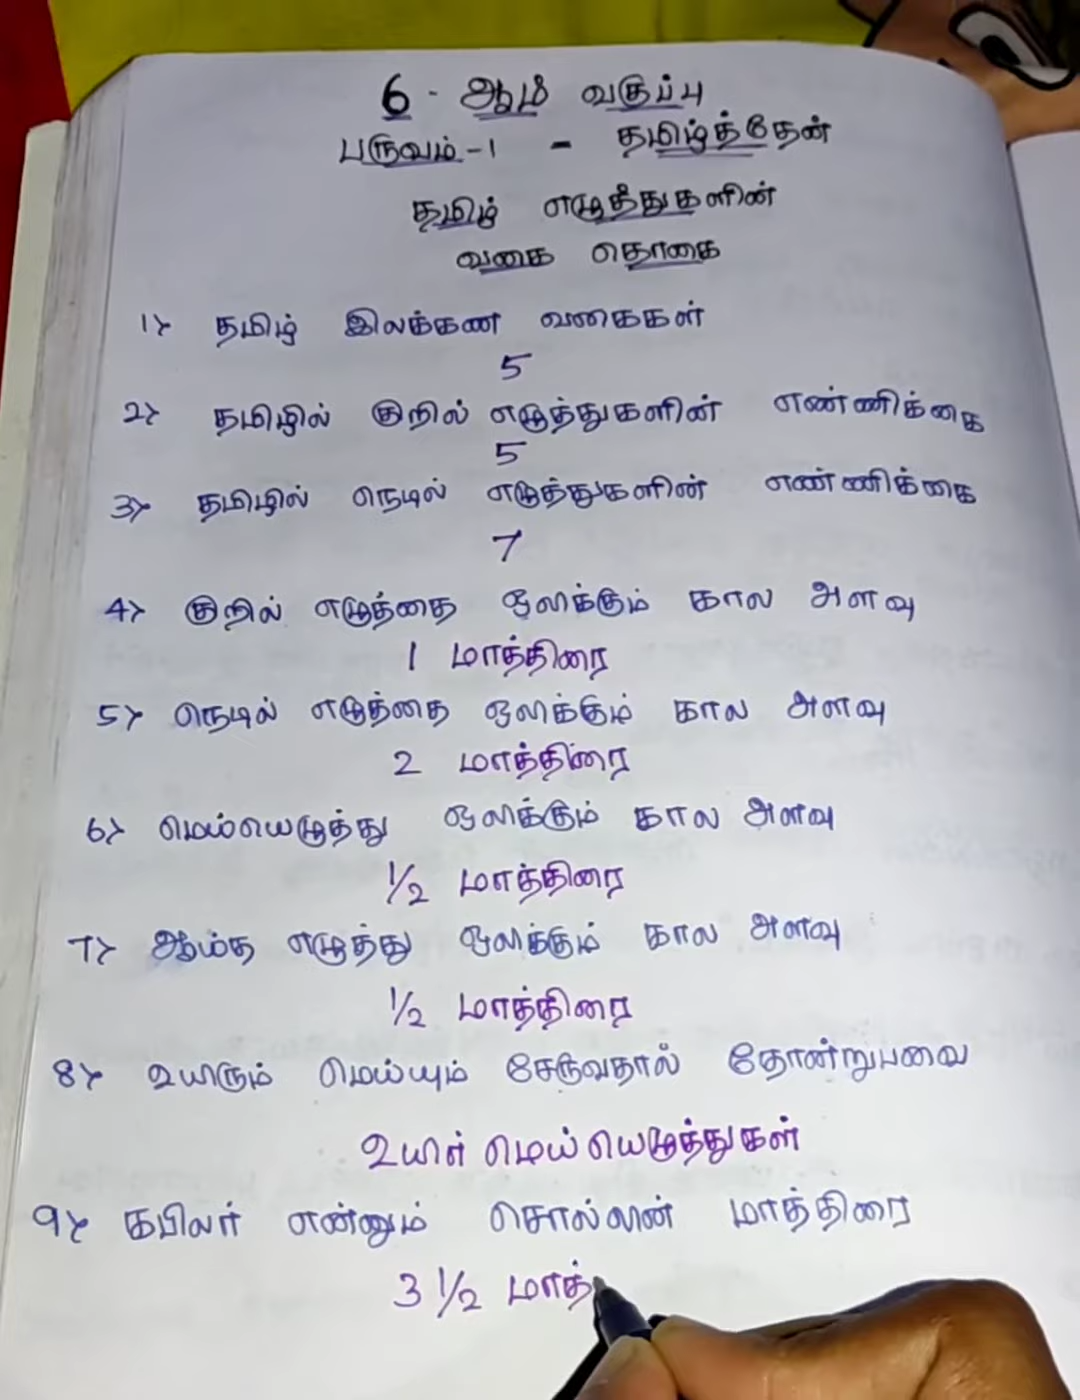 6 - ஆம் வகுப்பு
பருவம் -1 - தமிழ்த்தேன்
தமிழ் எழுத்துகளின்
வகை தொகை
1) தமிழ் இலக்கண வகைகள்
5
2) தமிழில் குறில் எழுத்துகளின் எண்ணிக்கை
5
3) தமிழில் நெடில் எழுத்துகளின் எண்ணிக்கை
7
4) குறில் எழுத்தை ஒலிக்கும் கால அளவு
1 மாத்திரை
5) நெடில் எழுத்தை ஒலிக்கும் கால அளவு
2 மாத்திரை
6) மெய்யெழுத்து ஒலிக்கும் கால அளவு
1/2 மாத்திரை
7) ஆய்த எழுத்து ஒலிக்கும் கால அளவு
1/2 மாத்திரை
8) உயிரும் மெய்யும் சேருவதால் தோன்றுபவை
உயிர் மெய் யெழுத்துகள்
9) கபிலர் என்னும் சொல்லின் மாத்திரை
3 1/2 மாத்